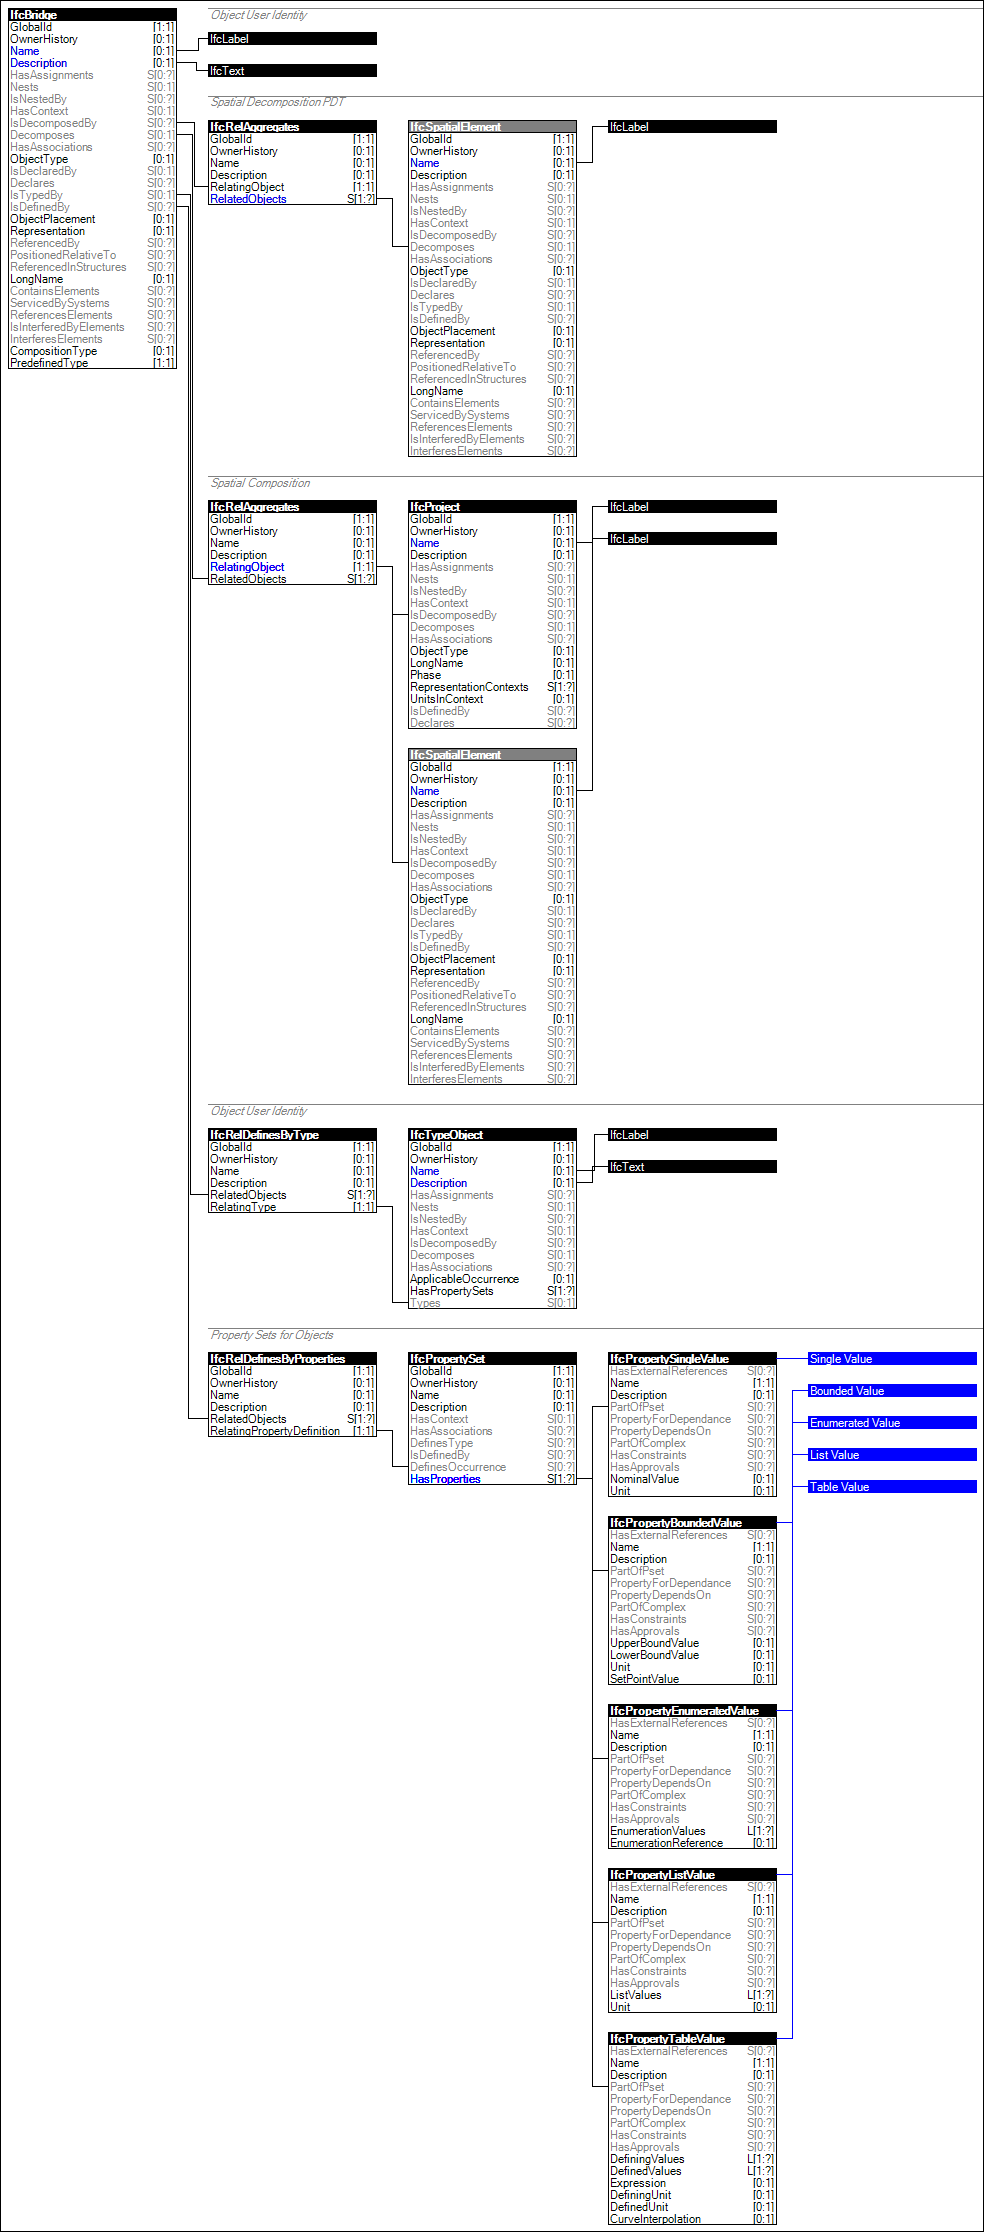 Object User Identity
IfcBridge
GlobalId [1:1]
OwnerHistory [0:1]
Name [0:1]
Description [0:1]
HasAssignments S[0:?]
Nests S[0:1]
IsNestedBy S[0:?]
HasContext S[0:1]
IsDecomposedBy S[0:?]
Decomposes S[0:1]
HasAssociations S[0:?]
ObjectType [0:1]
IsDeclaredBy S[0:1]
Declares S[0:?]
IsTypedBy S[0:1]
IsDefinedBy S[0:?]
ObjectPlacement [0:1]
Representation [0:1]
ReferencedBy S[0:?]
PositionedRelativeTo S[0:?]
ReferencedInStructures S[0:?]
LongName [0:1]
ContainsElements S[0:?]
ServicedBySystems S[0:?]
ReferencesElements S[0:?]
IsInterferedByElements S[0:?]
InterferesElements S[0:?]
CompositionType [0:1]
PredefinedType [1:1]
IfcLabel
IfcText
Spatial Decomposition PDT
IfcRelAggregates
GlobalId [1:1]
OwnerHistory [0:1]
Name [0:1]
Description [0:1]
RelatingObject [1:1]
RelatedObjects S[1:?]
IfcSpatialElement
GlobalId [1:1]
OwnerHistory [0:1]
Name [0:1]
Description [0:1]
HasAssignments S[0:?]
Nests S[0:1]
IsNestedBy S[0:?]
HasContext S[0:1]
IsDecomposedBy S[0:?]
Decomposes S[0:1]
HasAssociations S[0:?]
ObjectType [0:1]
IsDeclaredBy S[0:1]
Declares S[0:?]
IsTypedBy S[0:1]
IsDefinedBy S[0:?]
ObjectPlacement [0:1]
Representation [0:1]
ReferencedBy S[0:?]
PositionedRelativeTo S[0:?]
ReferencedInStructures S[0:?]
LongName [0:1]
ContainsElements S[0:?]
ServicedBySystems S[0:?]
ReferencesElements S[0:?]
IsInterferedByElements S[0:?]
InterferesElements S[0:?]
IfcLabel
Spatial Composition
IfcRelAggregates
GlobalId [1:1]
OwnerHistory [0:1]
Name [0:1]
Description [0:1]
RelatingObject [1:1]
RelatedObjects S[1:?]
IfcProject
GlobalId [1:1]
OwnerHistory [0:1]
Name [0:1]
Description [0:1]
HasAssignments S[0:?]
Nests S[0:1]
IsNestedBy S[0:?]
HasContext S[0:1]
IsDecomposedBy S[0:?]
Decomposes S[0:1]
HasAssociations S[0:?]
ObjectType [0:1]
LongName [0:1]
Phase [0:1]
RepresentationContexts S[1:?]
UnitsInContext [0:1]
IsDefinedBy S[0:?]
Declares S[0:?]
IfcLabel
IfcLabel
IfcSpatialElement
GlobalId [1:1]
OwnerHistory [0:1]
Name [0:1]
Description [0:1]
HasAssignments S[0:?]
Nests S[0:1]
IsNestedBy S[0:?]
HasContext S[0:1]
IsDecomposedBy S[0:?]
Decomposes S[0:1]
HasAssociations S[0:?]
ObjectType [0:1]
IsDeclaredBy S[0:1]
Declares S[0:?]
IsTypedBy S[0:1]
IsDefinedBy S[0:?]
ObjectPlacement [0:1]
Representation [0:1]
ReferencedBy S[0:?]
PositionedRelativeTo S[0:?]
ReferencedInStructures S[0:?]
LongName [0:1]
ContainsElements S[0:?]
ServicedBySystems S[0:?]
ReferencesElements S[0:?]
IsInterferedByElements S[0:?]
InterferesElements S[0:?]
Object User Identity
IfcRelDefinesByType
GlobalId [1:1]
OwnerHistory [0:1]
Name [0:1]
Description [0:1]
RelatedObjects S[1:?]
RelatingType [1:1]
IfcTypeObject
GlobalId [1:1]
OwnerHistory [0:1]
Name [0:1]
Description [0:1]
HasAssignments S[0:?]
Nests S[0:1]
IsNestedBy S[0:?]
HasContext S[0:1]
IsDecomposedBy S[0:?]
Decomposes S[0:1]
HasAssociations S[0:?]
ApplicableOccurrence [0:1]
HasPropertySets S[1:?]
Types S[0:1]
IfcLabel
IfcText
Property Sets for Objects
IfcRelDefinesByProperties
GlobalId [1:1]
OwnerHistory [0:1]
Name [0:1]
Description [0:1]
RelatedObjects S[1:?]
RelatingPropertyDefinition [1:1]
IfcPropertySet
GlobalId [1:1]
OwnerHistory [0:1]
Name [0:1]
Description [0:1]
HasContext S[0:1]
HasAssociations S[0:?]
DefinesType S[0:?]
IsDefinedBy S[0:?]
DefinesOccurrence S[0:?]
HasProperties S[1:?]
IfcPropertySingleValue
HasExternalReferences S[0:?]
Name [1:1]
Description [0:1]
PartOfPset S[0:?]
PropertyForDependance S[0:?]
PropertyDependsOn S[0:?]
PartOfComplex S[0:?]
HasConstraints S[0:?]
HasApprovals S[0:?]
NominalValue [0:1]
Unit [0:1]
Single Value
Bounded Value
Enumerated Value
List Value
Table Value
IfcPropertyBoundedValue
HasExternalReferences S[0:?]
Name [1:1]
Description [0:1]
PartOfPset S[0:?]
PropertyForDependance S[0:?]
PropertyDependsOn S[0:?]
PartOfComplex S[0:?]
HasConstraints S[0:?]
HasApprovals S[0:?]
UpperBoundValue [0:1]
LowerBoundValue [0:1]
Unit [0:1]
SetPointValue [0:1]
IfcPropertyEnumeratedValue
HasExternalReferences S[0:?]
Name [1:1]
Description [0:1]
PartOfPset S[0:?]
PropertyForDependance S[0:?]
PropertyDependsOn S[0:?]
PartOfComplex S[0:?]
HasConstraints S[0:?]
HasApprovals S[0:?]
EnumerationValues L[1:?]
EnumerationReference [0:1]
IfcPropertyListValue
HasExternalReferences S[0:?]
Name [1:1]
Description [0:1]
PartOfPset S[0:?]
PropertyForDependance S[0:?]
PropertyDependsOn S[0:?]
PartOfComplex S[0:?]
HasConstraints S[0:?]
HasApprovals S[0:?]
ListValues L[1:?]
Unit [0:1]
IfcPropertyTableValue
HasExternalReferences S[0:?]
Name [1:1]
Description [0:1]
PartOfPset S[0:?]
PropertyForDependance S[0:?]
PropertyDependsOn S[0:?]
PartOfComplex S[0:?]
HasConstraints S[0:?]
HasApprovals S[0:?]
DefiningValues L[1:?]
DefinedValues L[1:?]
Expression [0:1]
DefiningUnit [0:1]
DefinedUnit [0:1]
CurveInterpolation [0:1]